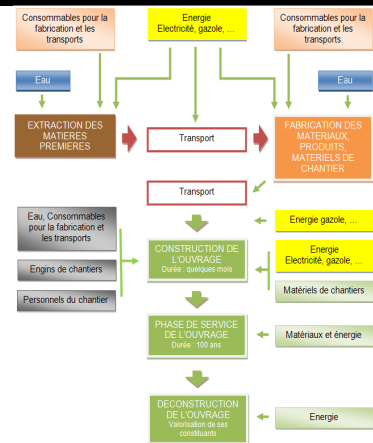 Consommables pour la
fabrication et les
transports
Energie
Electricité, gazole, ...
Consommables pour la
fabrication et les
transports
Eau
Eau
EXTRACTION DES
MATIERES
PREMIERES
Transport
FABRICATION DES
MATERIAUX,
PRODUITS,
MATERIELS DE
CHANTIER
Transport
Eau, Consommables
pour la fabrication et
les transports
Energie gazole, ...
CONSTRUCTION DE
L'OUVRAGE
Durée : quelques mois
Energie
Electricité, gazole, ...
Engins de chantiers
Matériels de chantiers
Personnels du chantier
PHASE DE SERVICE
DE L'OUVRAGE
Durée : 100 ans
Matériaux et énergie
DECONSTRUCTION
DE L'OUVRAGE
Valorisation de ses
constituants
Energie